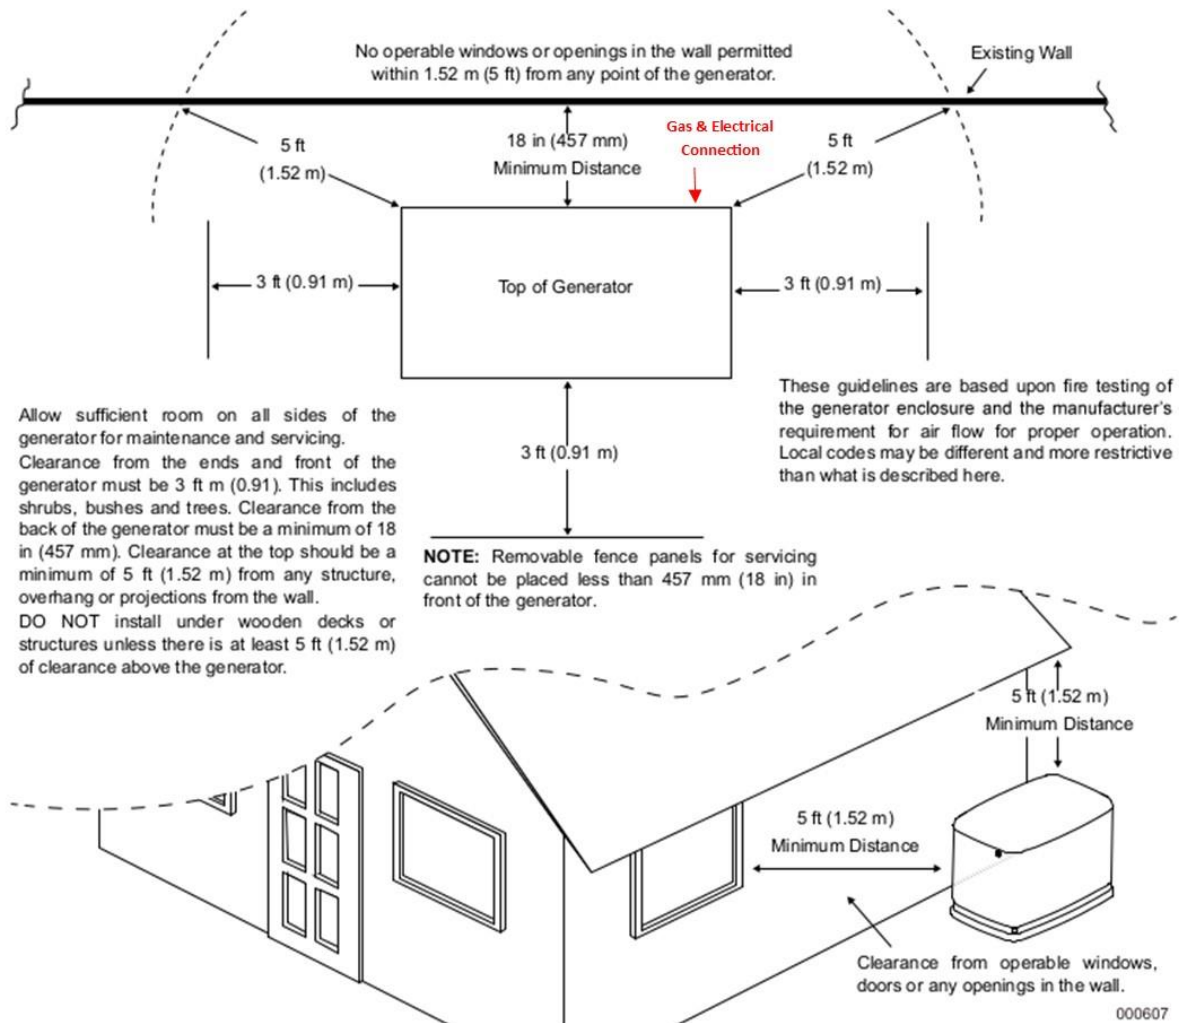 No operable windows or openings in the wall permitted
within 1.52 m (5 ft) from any point of the generator.
Existing Wall
5 ft
(1.52 m)
18 in (457 mm)
Minimum Distance
Gas & Electrical
Connection
5 ft
(1.52 m)
3 ft (0.91 m)
Top of Generator
3 ft (0.91 m)
Allow sufficient room on all sides of the
generator for maintenance and servicing.
Clearance from the ends and front of the
generator must be 3 ft m (0.91). This includes
shrubs, bushes and trees. Clearance from the
back of the generator must be a minimum of 18
in (457 mm). Clearance at the top should be a
minimum of 5 ft (1.52 m) from any structure,
overhang or projections from the wall.
DO NOT install under wooden decks or
structures unless there is at least 5 ft (1.52 m)
of clearance above the generator.
3 ft (0.91 m)
These guidelines are based upon fire testing of
the generator enclosure and the manufacturer's
requirement for air flow for proper operation.
Local codes may be different and more restrictive
than what is described here.
NOTE: Removable fence panels for servicing
cannot be placed less than 457 mm (18 in) in
front of the generator.
5 ft (1.52 m)
Minimum Distance
5 ft (1.52 m)
Minimum Distance
Clearance from operable windows,
doors or any openings in the wall.
000607